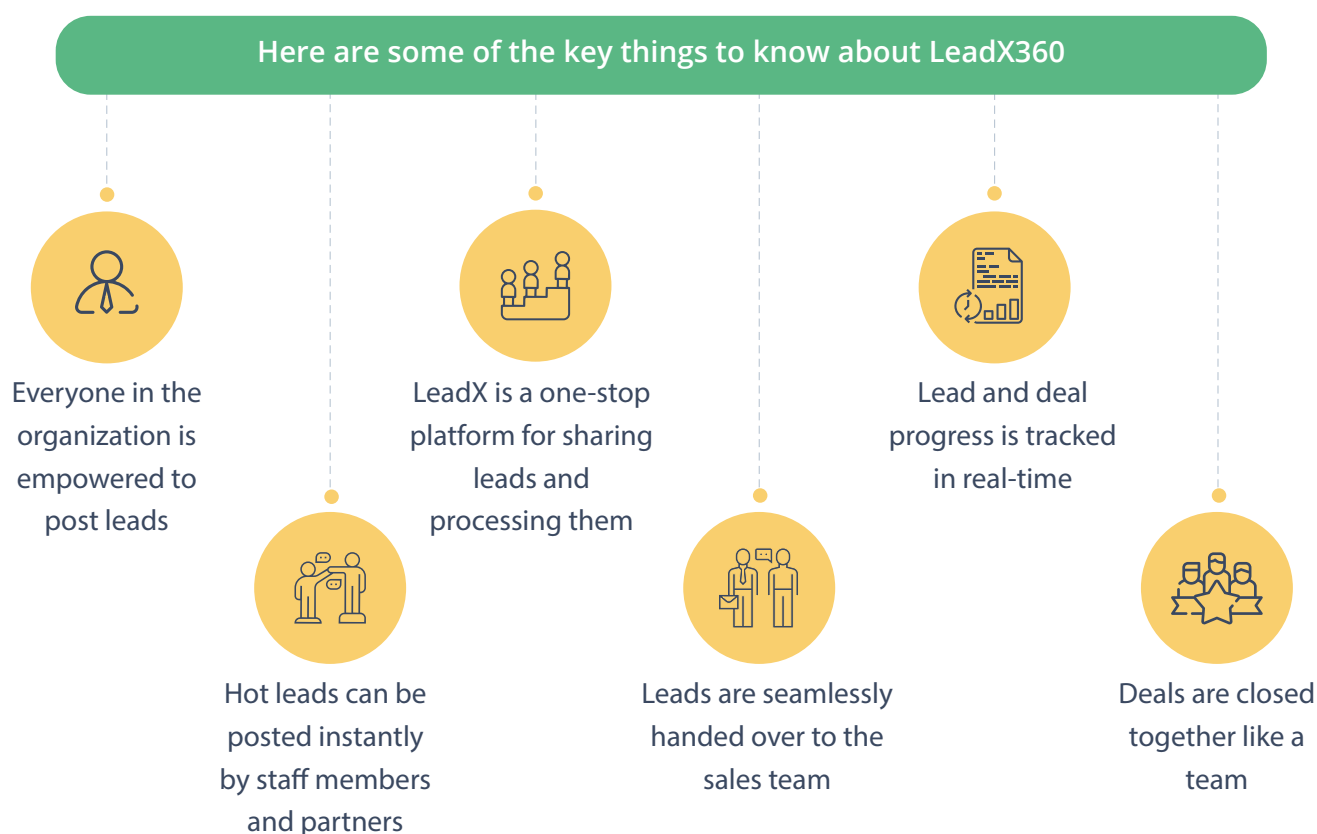 Here are some of the key things to know about LeadX360
Everyone in the
organization is
empowered to
post leads
Hot leads can be
posted instantly
by staff members
and partners
LeadX is a one-stop
platform for sharing
leads and
processing them
Leads are seamlessly
handed over to the
sales team
Lead and deal
progress is tracked
in real-time
Deals are closed
together like a
team